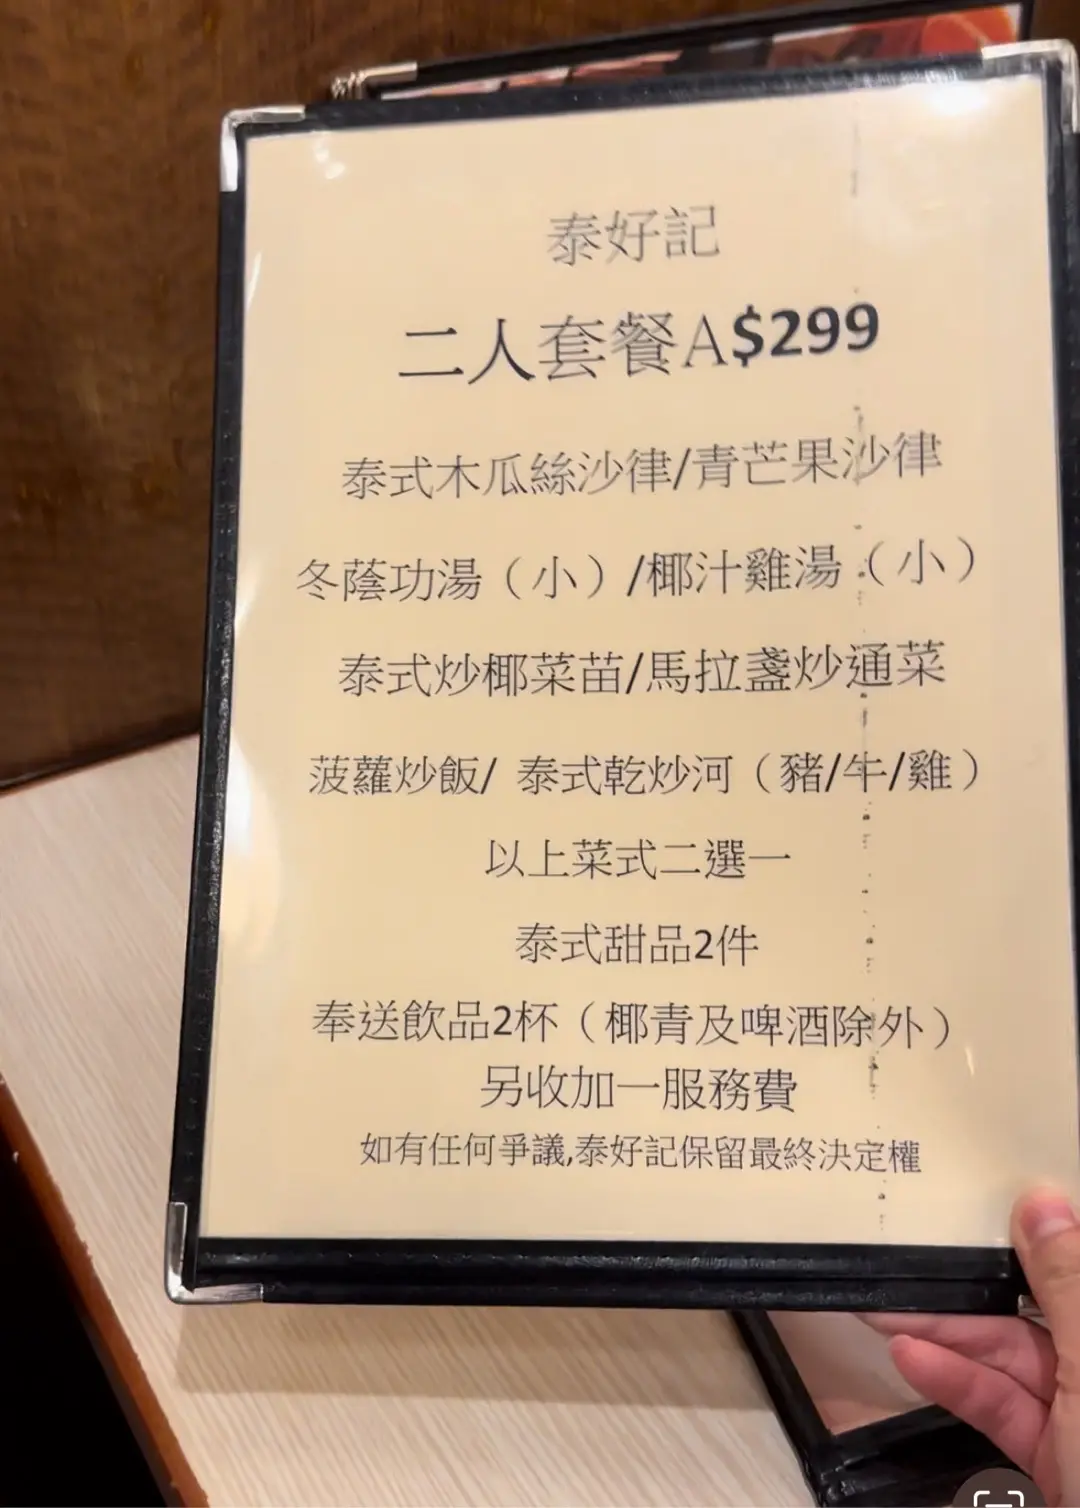 泰好記
二人套餐A$299
泰式木瓜絲沙律/青芒果沙律
冬蔭功湯（小）/椰汁雞湯（小）
泰式炒椰菜苗/馬拉盞炒通菜
菠蘿炒飯/ 泰式乾炒河（豬/牛/雞）
以上菜式二選一
泰式甜品2件
奉送飲品2杯（椰青及啤酒除外）
另收加一服務費
如有任何爭議,泰好記保留最終決定權